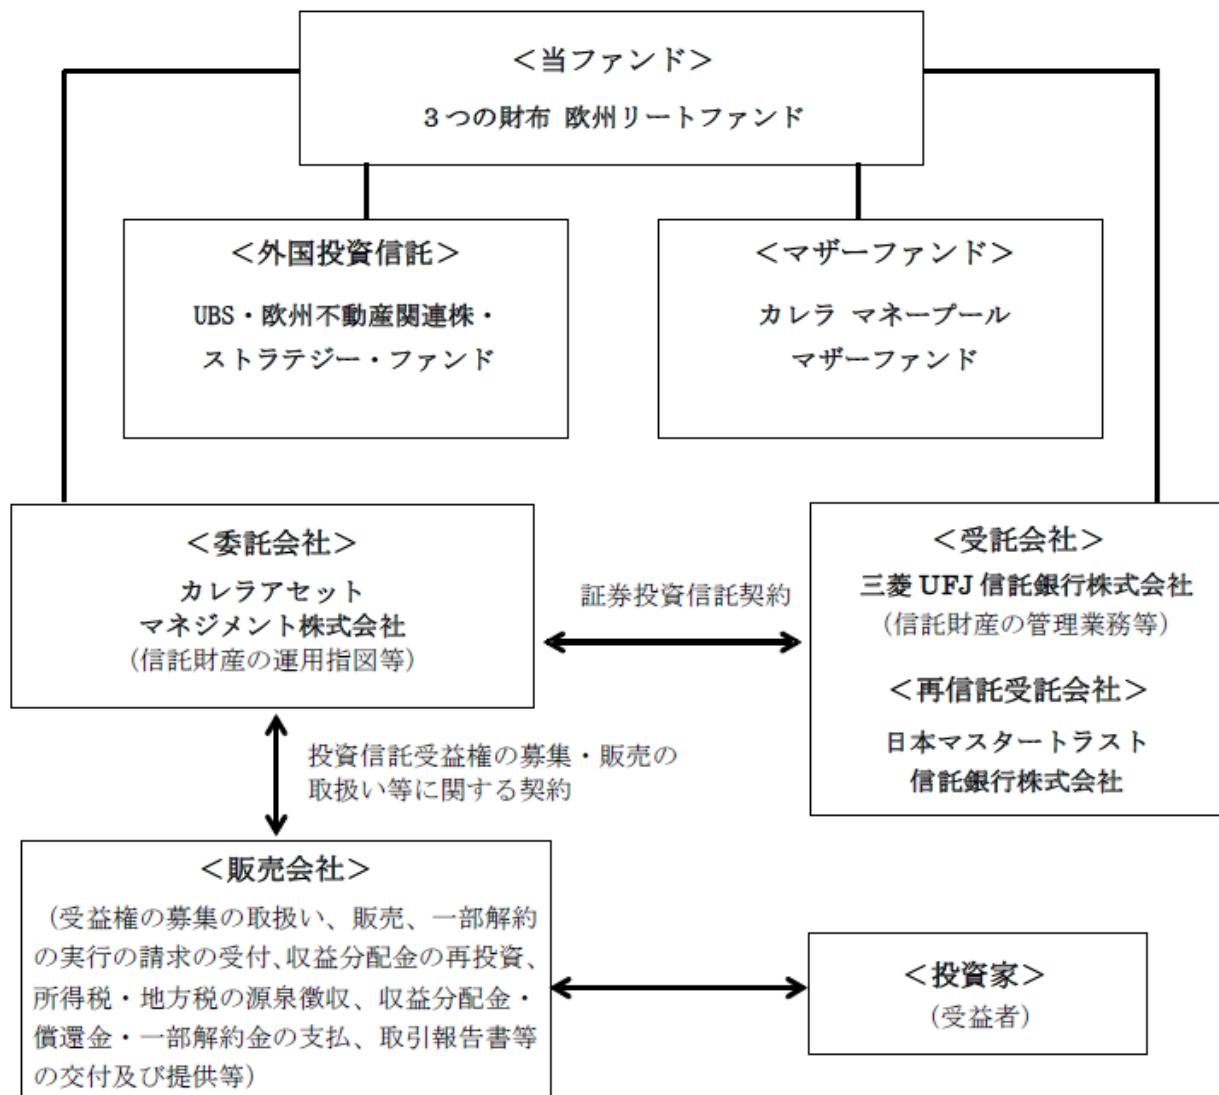 ＜当ファンド＞
3つの財布 欧州リートファンド
＜外国投資信託＞
UBS・欧州不動産関連株・
ストラテジー・ファンド
＜マザーファンド＞
カレラ マネープール
マザーファンド
＜委託会社＞
カレラアセット
マネジメント株式会社
（信託財産の運用指図等）
証券投資信託契約
＜受託会社＞
三菱 UFJ 信託銀行株式会社
（信託財産の管理業務等）
＜再信託受託会社＞
日本マスタートラスト
信託銀行株式会社
投資信託受益権の募集・販売の
取扱い等に関する契約
＜販売会社＞
（受益権の募集の取扱い、販売、一部解約
の実行の請求の受付、収益分配金の再投資、
所得税・地方税の源泉徴収、収益分配金・
償還金・一部解約金の支払、取引報告書等
の交付及び提供等）
＜投資家＞
（受益者）